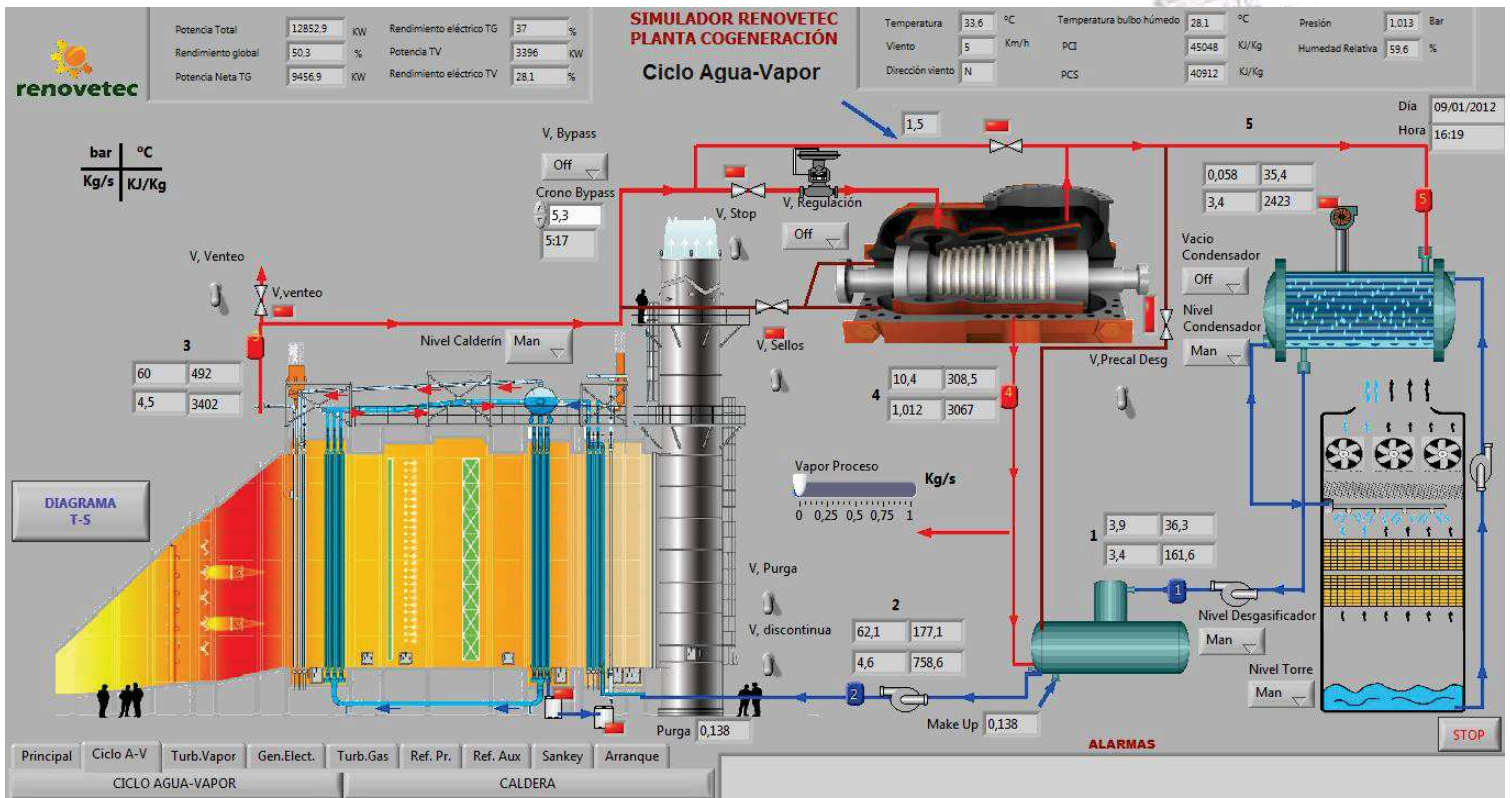 renovetec
Potencia Total 12852,9 KW Rendimiento eléctrico TG 37 %
Rendimiento global 50,3 % Potencia TV 3396 KW
Potencia Neta TG 9456,9 KW Rendimiento eléctrico TV 28,1 %
SIMULADOR RENOVETEC
PLANTA COGENERACIÓN
Ciclo Agua-Vapor
Temperatura 33,6 ºC Temperatura bulbo húmedo 28,1 ºC Presión 1,013 Bar
Viento 5 Km/h PCI 45048 KJ/Kg Humedad Relativa 59,6 %
Dirección viento N PCS 40912 KJ/Kg
Día 09/01/2012
Hora 16:19
bar ºC
Kg/s KJ/Kg
V, Bypass
Off
Crono Bypass
5,3
5:17
1,5
5
0,058 35,4
3,4 2423
5
V, Stop
V, Regulación
Off
Vacio
Condensador
Off
Nivel
Condensador
Man
V, Venteo
V,venteo
3
3
60 492
4,5 3402
Nivel Calderín Man
V, Sellos
V,Precal Desg
4
10,4 308,5
1,012 3067
4
Vapor Proceso
Kg/s
0 0,25 0,5 0,75 1
DIAGRAMA
T-S
1
3,9 36,3
3,4 161,6
1
V, Purga
V, discontinua
2
62,1 177,1
4,6 758,6
2
Nivel Desgasificador
Man
Nivel Torre
Man
Purga 0,138
Make Up 0,138
ALARMAS
STOP
Principal Ciclo A-V Turb.Vapor Gen.Elect. Turb.Gas Ref. Pr. Ref. Aux Sankey Arranque
CICLO AGUA-VAPOR CALDERA